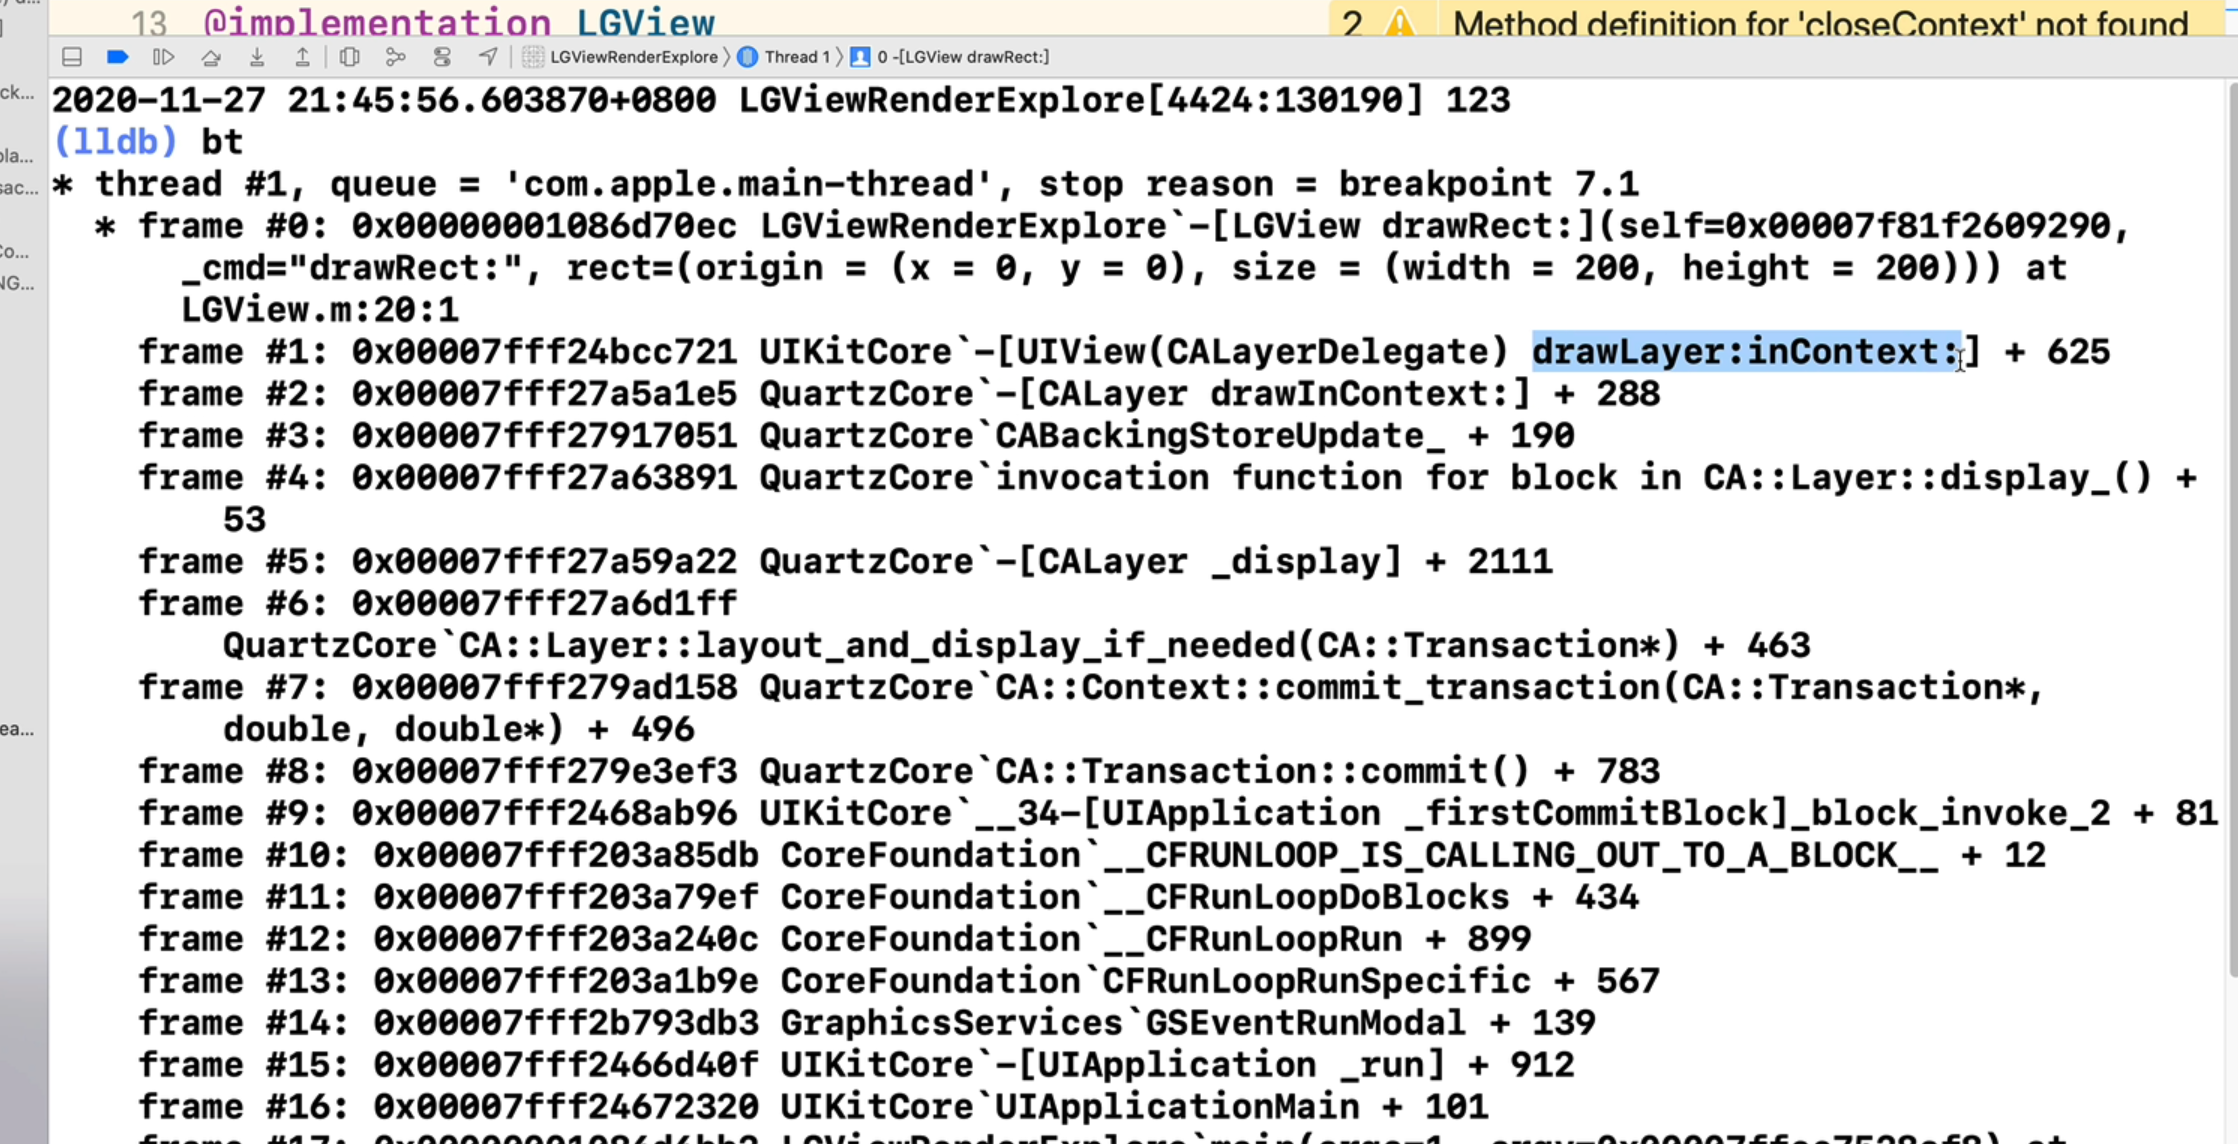 13 @implementation LGView 2 Method definition for 'closeContext' not found
LGViewRenderExplore Thread 1 0 -[LGView drawRect:]
2020-11-27 21:45:56.603870+0800 LGViewRenderExplore[4424:130190] 123
(lldb) bt
* thread #1, queue = 'com.apple.main-thread', stop reason = breakpoint 7.1
* frame #0: 0x00000001086d70ec LGViewRenderExplore`-[LGView drawRect:](self=0x00007f81f2609290,
_cmd="drawRect:", rect=(origin = (x = 0, y = 0), size = (width = 200, height = 200))) at
LGView.m:20:1
frame #1: 0x00007fff24bcc721 UIKitCore`-[UIView(CALayerDelegate) drawLayer:inContext:] + 625
frame #2: 0x00007fff27a5a1e5 QuartzCore`-[CALayer drawInContext:] + 288
frame #3: 0x00007fff27917051 QuartzCore`CABackingStoreUpdate_ + 190
frame #4: 0x00007fff27a63891 QuartzCore`invocation function for block in CA::Layer::display_() +
53
frame #5: 0x00007fff27a59a22 QuartzCore`-[CALayer _display] + 2111
frame #6: 0x00007fff27a6d1ff
QuartzCore`CA::Layer::layout_and_display_if_needed(CA::Transaction*) + 463
frame #7: 0x00007fff279ad158 QuartzCore`CA::Context::commit_transaction(CA::Transaction*,
double, double*) + 496
frame #8: 0x00007fff279e3ef3 QuartzCore`CA::Transaction::commit() + 783
frame #9: 0x00007fff2468ab96 UIKitCore`__34-[UIApplication _firstCommitBlock]_block_invoke_2 + 81
frame #10: 0x00007fff203a85db CoreFoundation`__CFRUNLOOP_IS_CALLING_OUT_TO_A_BLOCK__ + 12
frame #11: 0x00007fff203a79ef CoreFoundation`__CFRunLoopDoBlocks + 434
frame #12: 0x00007fff203a240c CoreFoundation`__CFRunLoopRun + 899
frame #13: 0x00007fff203a1b9e CoreFoundation`CFRunLoopRunSpecific + 567
frame #14: 0x00007fff2b793db3 GraphicsServices`GSEventRunModal + 139
frame #15: 0x00007fff2466d40f UIKitCore`-[UIApplication _run] + 912
frame #16: 0x00007fff24672320 UIKitCore`UIApplicationMain + 101